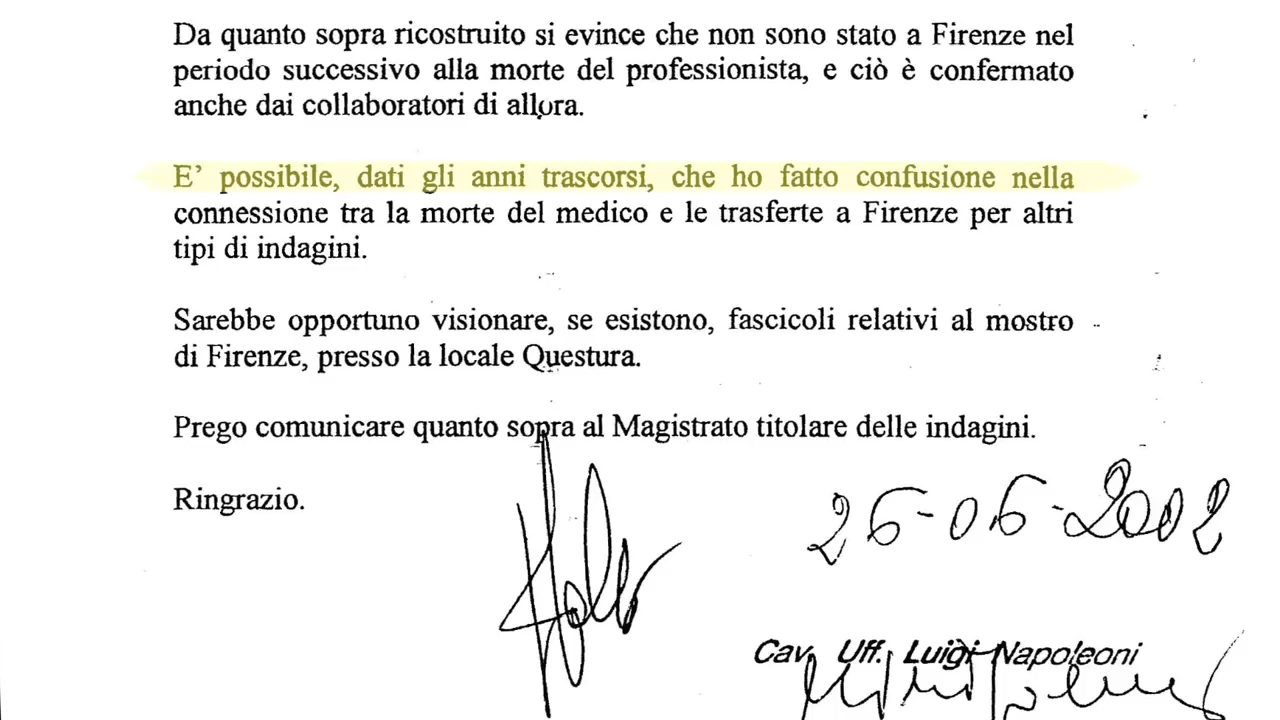 Da quanto sopra ricostruito si evince che non sono stato a Firenze nel
periodo successivo alla morte del professionista, e ciò è confermato
anche dai collaboratori di allora.
E' possibile, dati gli anni trascorsi, che ho fatto confusione nella
connessione tra la morte del medico e le trasferte a Firenze per altri
tipi di indagini.
Sarebbe opportuno visionare, se esistono, fascicoli relativi al mostro
di Firenze, presso la locale Questura.
Prego comunicare quanto sopra al Magistrato titolare delle indagini.
Ringrazio.
26-06-2002
Cav. Uff. Luigi Napoleoni